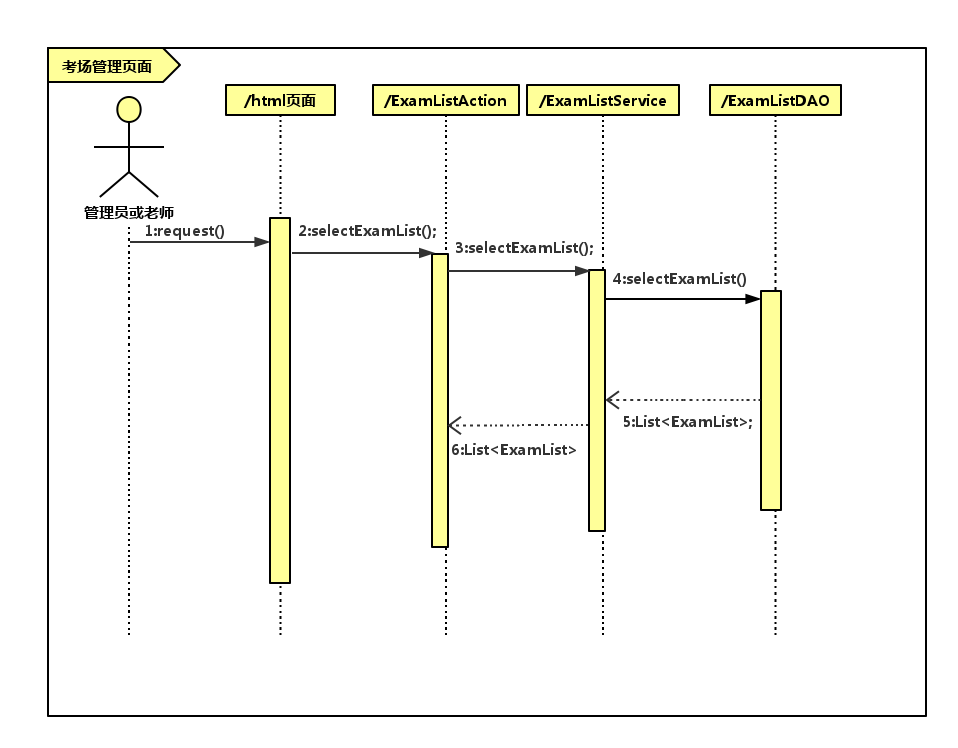 考场管理页面
/html页面
/ExamListAction
/ExamListService
/ExamListDAO
管理员或老师
1:request()
2:selectExamList();
3:selectExamList();
4:selectExamList()
5:List<ExamList>;
6:List<ExamList>